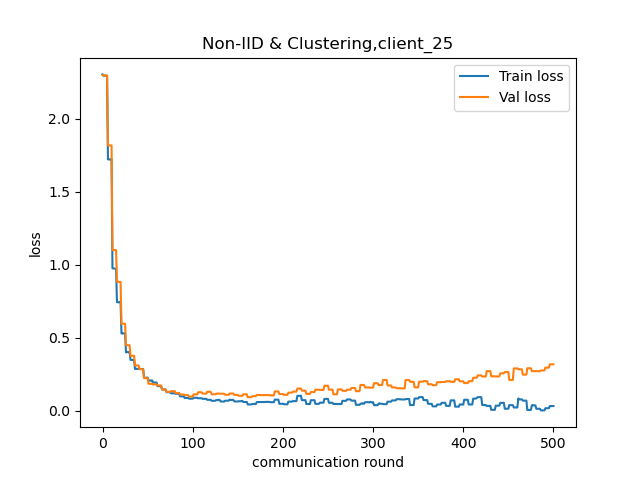 Non-IID & Clustering,client_25
Train loss
Val loss
2.0
1.5
1.0
0.5
0.0
loss
0 100 200 300 400 500
communication round